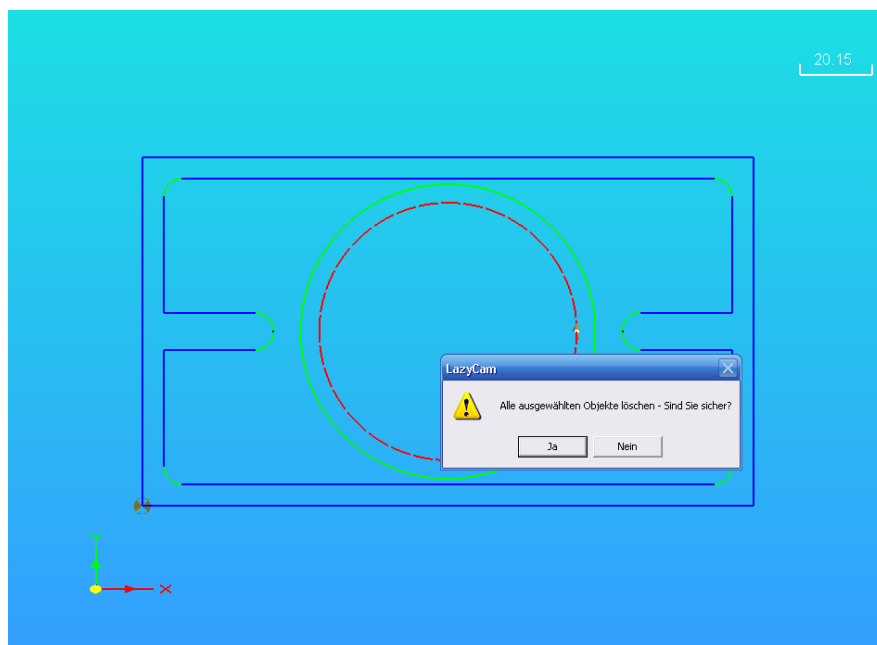 20.15
LazyCam
Alle ausgewählten Objekte löschen - Sind Sie sicher?
Ja
Nein
Y
X